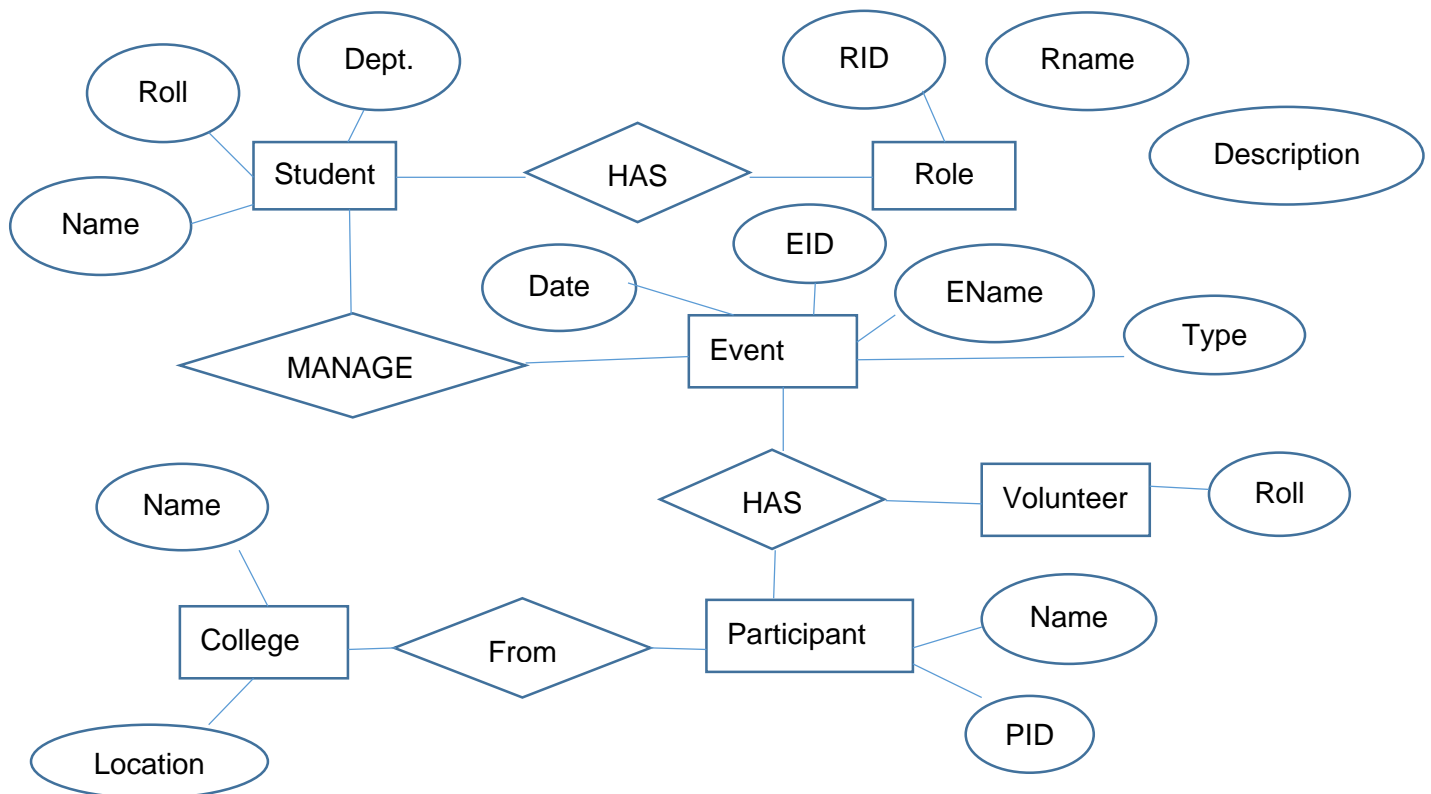 Dept.
RID
Rname
Roll
Description
Student
HAS
Role
Name
EID
Date
EName
Type
Event
MANAGE
Name
HAS
Volunteer
Roll
College
From
Participant
Name
PID
Location